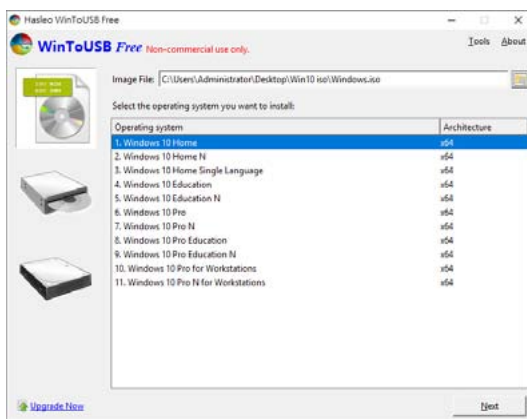 Hasleo WinToUSB Free
WinToUSB Free Non-commercial use only.
Tools About
Image File: C:\Users\Administrator\Desktop\Win10 iso\Windows.iso
Select the operating system you want to install:
Operating system Architecture
1. Windows 10 Home x64
2. Windows 10 Home N x64
3. Windows 10 Home Single Language x64
4. Windows 10 Education x64
5. Windows 10 Education N x64
6. Windows 10 Pro x64
7. Windows 10 Pro N x64
8. Windows 10 Pro Education x64
9. Windows 10 Pro Education N x64
10. Windows 10 Pro for Workstations x64
11. Windows 10 Pro N for Workstations x64
Upgrade Now Next